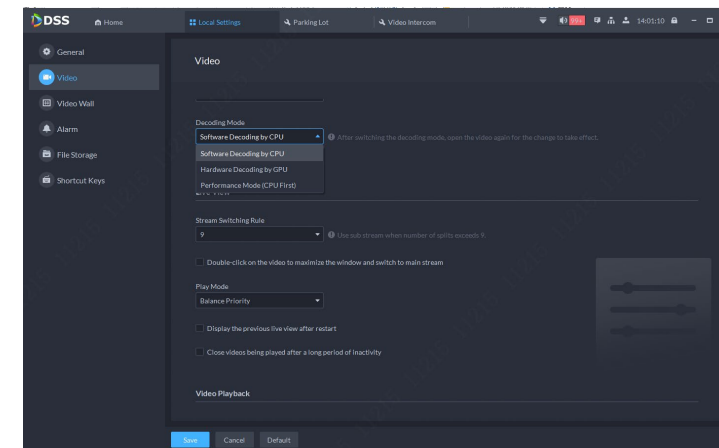 DSS
Home
Local Settings
Parking Lot
Video Intercom
99+
14:01:10
General
Video
Video Wall
Alarm
File Storage
Shortcut Keys
Video
Decoding Mode
Software Decoding by CPU
After switching the decoding mode, open the video again for the change to take effect.
Software Decoding by CPU
Hardware Decoding by GPU
Performance Mode (CPU First)
Stream Switching Rule
9
Use sub stream when number of splits exceeds 9.
Double-click on the video to maximize the window and switch to main stream
Play Mode
Balance Priority
Display the previous live view after restart
Close videos being played after a long period of inactivity
Video Playback
Save
Cancel
Default